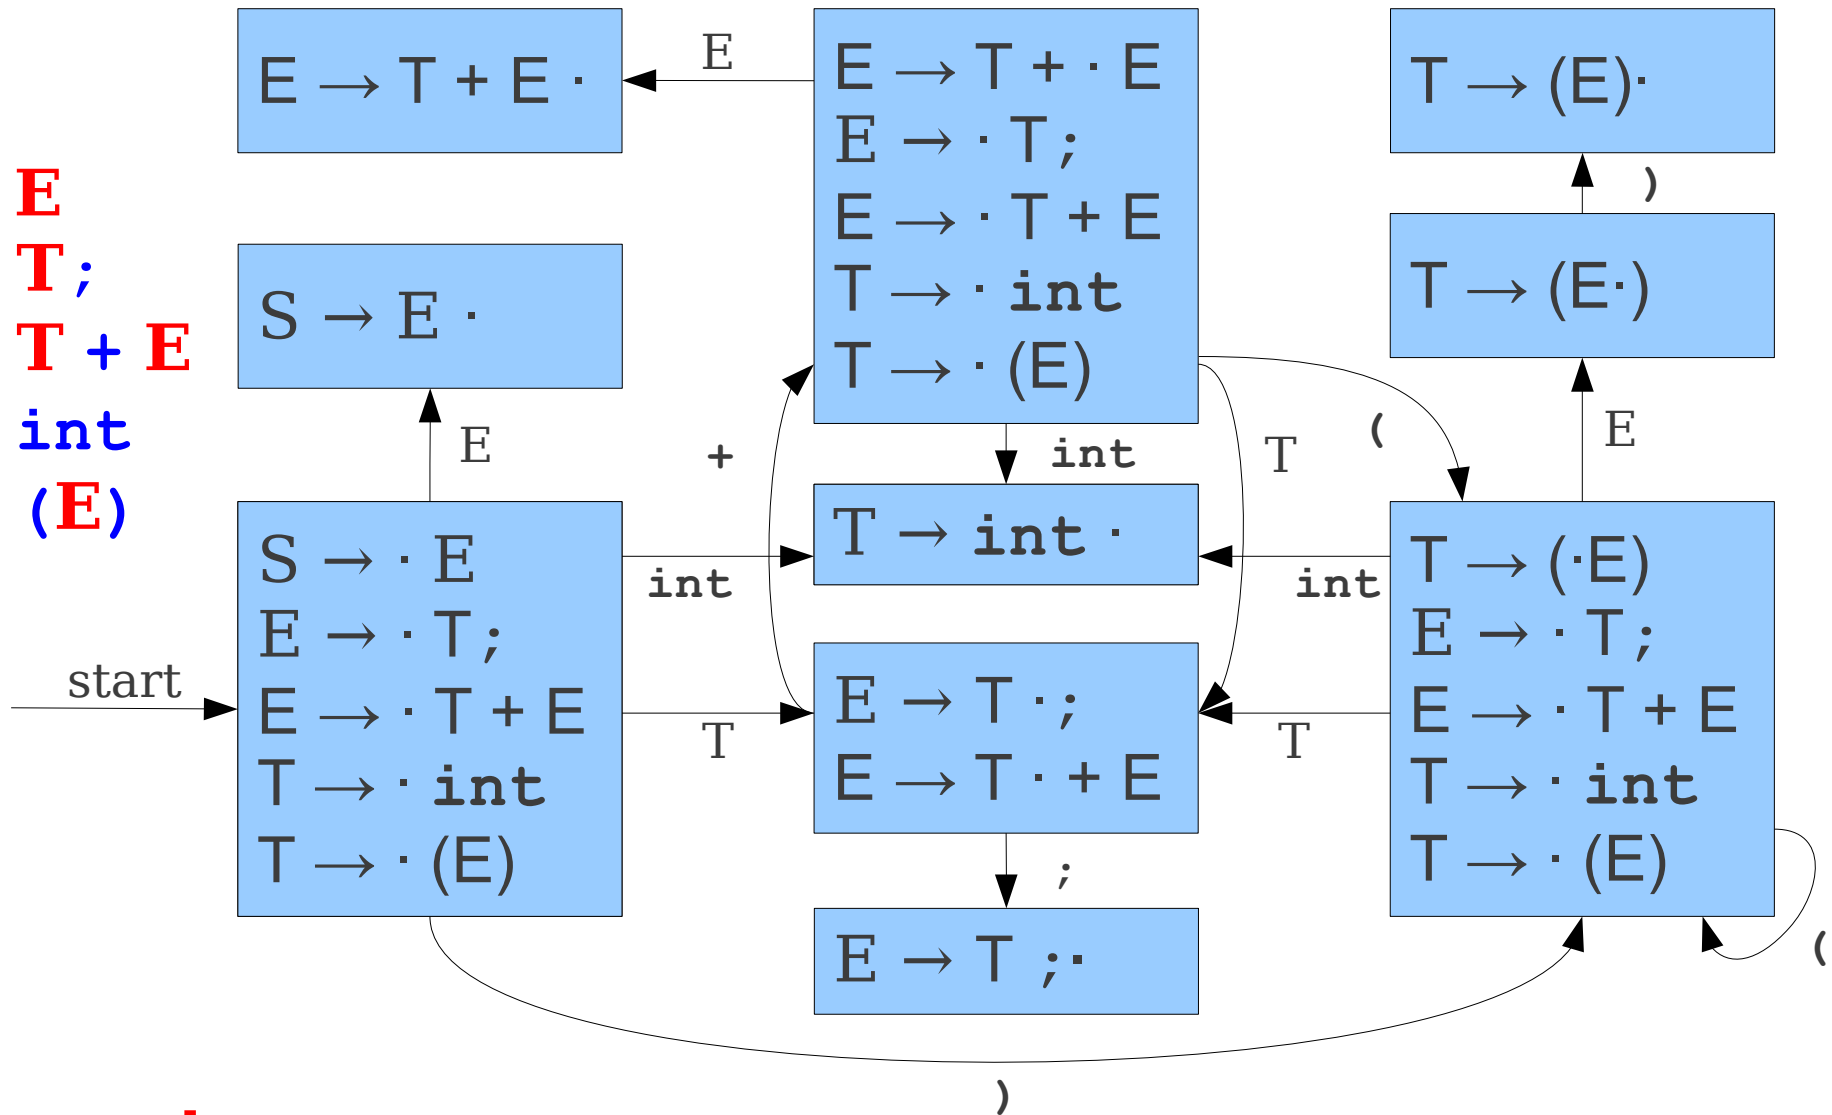 E
T ;
T + E
int
(E)
start
E → T + E ·
E
S → E ·
E
S → · E
E → · T ;
E → · T + E
T → · int
T → · (E)
E → T + · E
E → · T ;
E → · T + E
T → · int
T → · (E)
+
int
T
(
T → int ·
int
int
E → T · ;
E → T · + E
T
T
;
E → T ; ·
)
T → (E)·
)
T → (E·)
E
T → (·E)
E → · T ;
E → · T + E
T → · int
T → · (E)
(